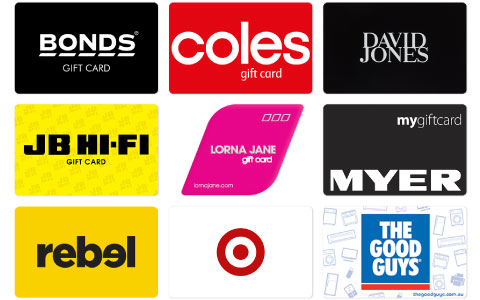 BONDS®
GIFT CARD
coles
gift card
DAVID
JONES
JB HI-FI
GIFT CARD
LORNA JANE
gift card
lornajane.com
mygiftcard
MYER
rebel
THE
GOOD
GUYS
thegoodguys.com.au